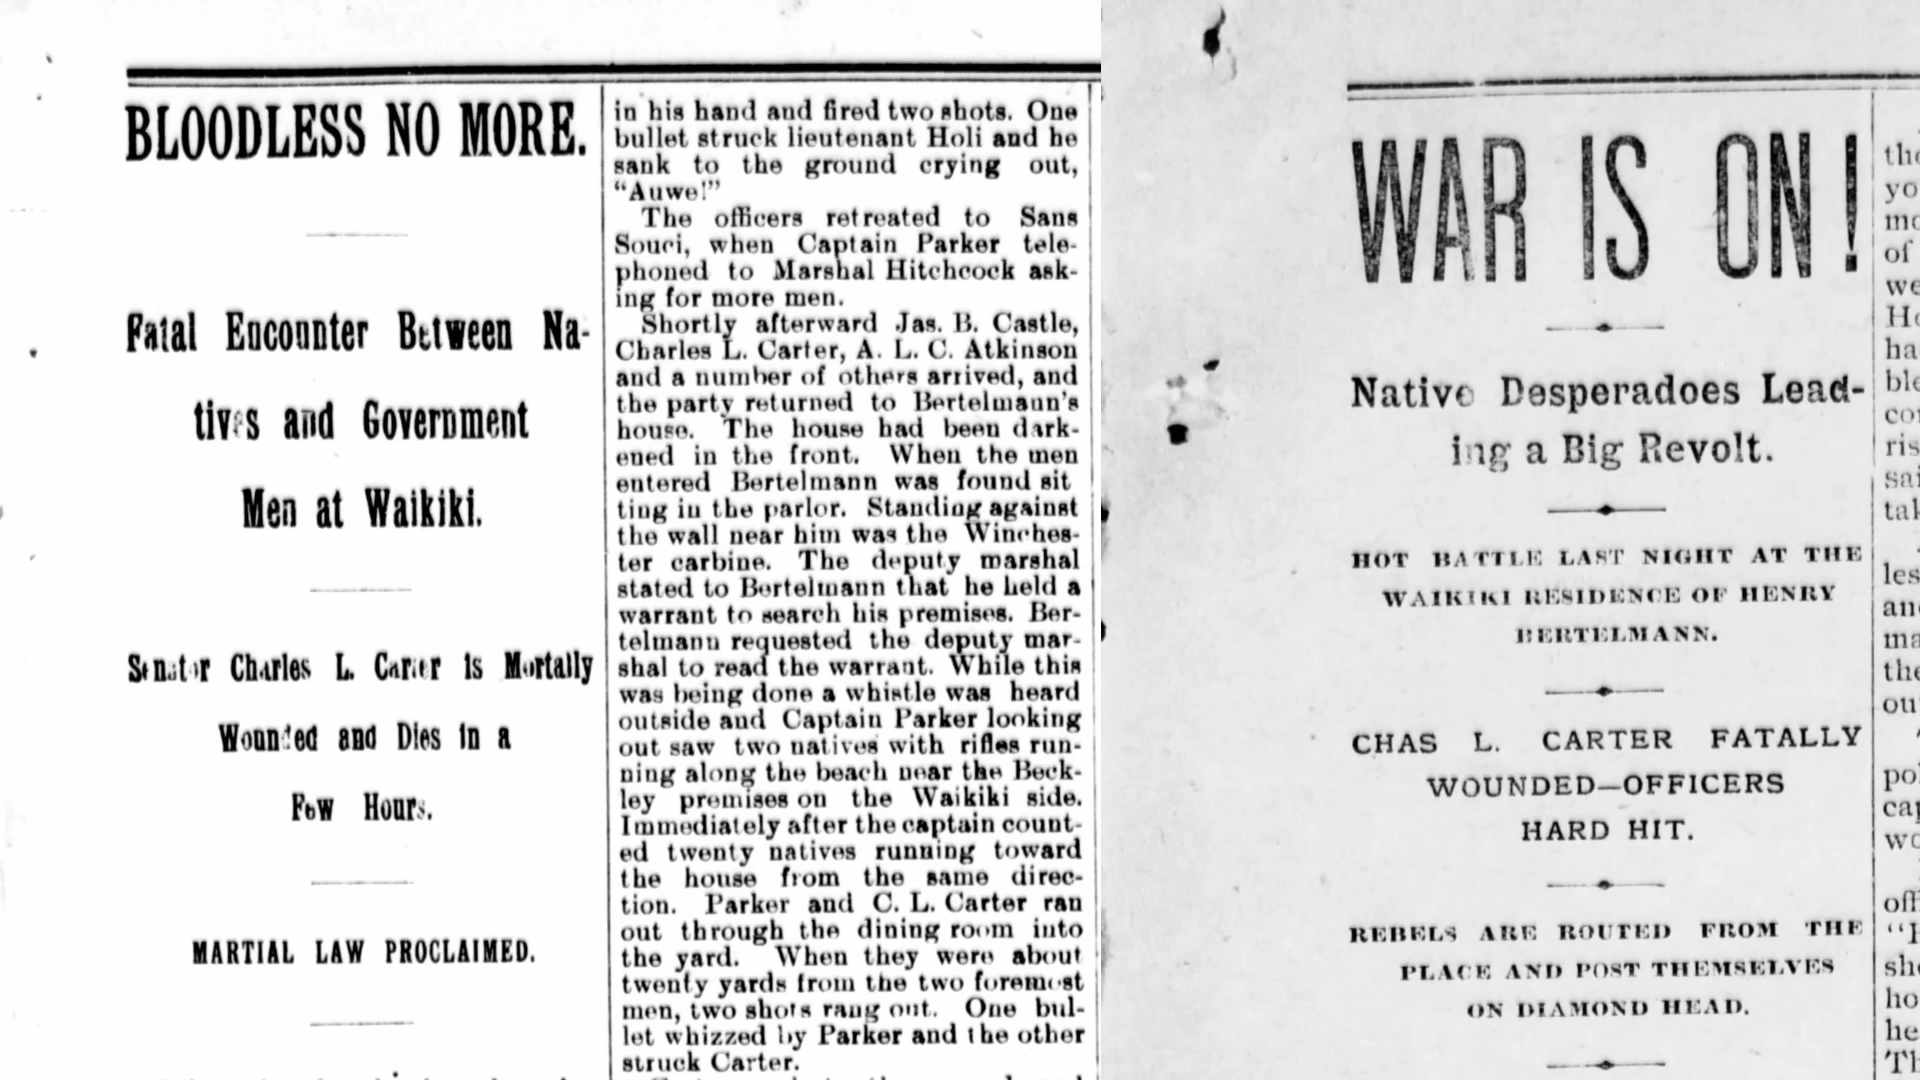 BLOODLESS NO MORE.
Fatal Encounter Between Na-
tives and Government
Men at Waikiki.
Senator Charles L. Carter is Mortally
Wounded and Dies in a
Few Hours.
MARTIAL LAW PROCLAIMED.
in his hand and fired two shots. One
bullet struck lieutenant Holi and he
sank to the ground crying out,
“Auwe!”
The officers retreated to Sans
Souci, when Captain Parker tele-
phoned to Marshal Hitchcock ask-
ing for more men.
Shortly afterward Jas. B. Castle,
Charles L. Carter, A. L. C. Atkinson
and a number of others arrived, and
the party returned to Bertelmann's
house. The house had been dark-
ened in the front. When the men
entered Bertelmann was found sit
ting in the parlor. Standing against
the wall near him was the Winches-
ter carbine. The deputy marshal
stated to Bertelmann that he held a
warrant to search his premises. Ber-
telmann requested the deputy mar-
shal to read the warrant. While this
was being done a whistle was heard
outside and Captain Parker looking
out saw two natives with rifles run-
ning along the beach near the Beck-
ley premises on the Waikiki side.
Immediately after the captain count-
ed twenty natives running toward
the house from the same direc-
tion. Parker and C. L. Carter ran
out through the dining room into
the yard. When they were about
twenty yards from the two foremost
men, two shots rang out. One bul-
let whizzed by Parker and the other
struck Carter.
WAR IS ON!
Native Desperadoes Lead-
ing a Big Revolt.
HOT BATTLE LAST NIGHT AT THE
WAIKIKI RESIDENCE OF HENRY
BERTELMANN.
CHAS L. CARTER FATALLY
WOUNDED—OFFICERS
HARD HIT.
REBELS ARE ROUTED FROM THE
PLACE AND POST THEMSELVES
ON DIAMOND HEAD.